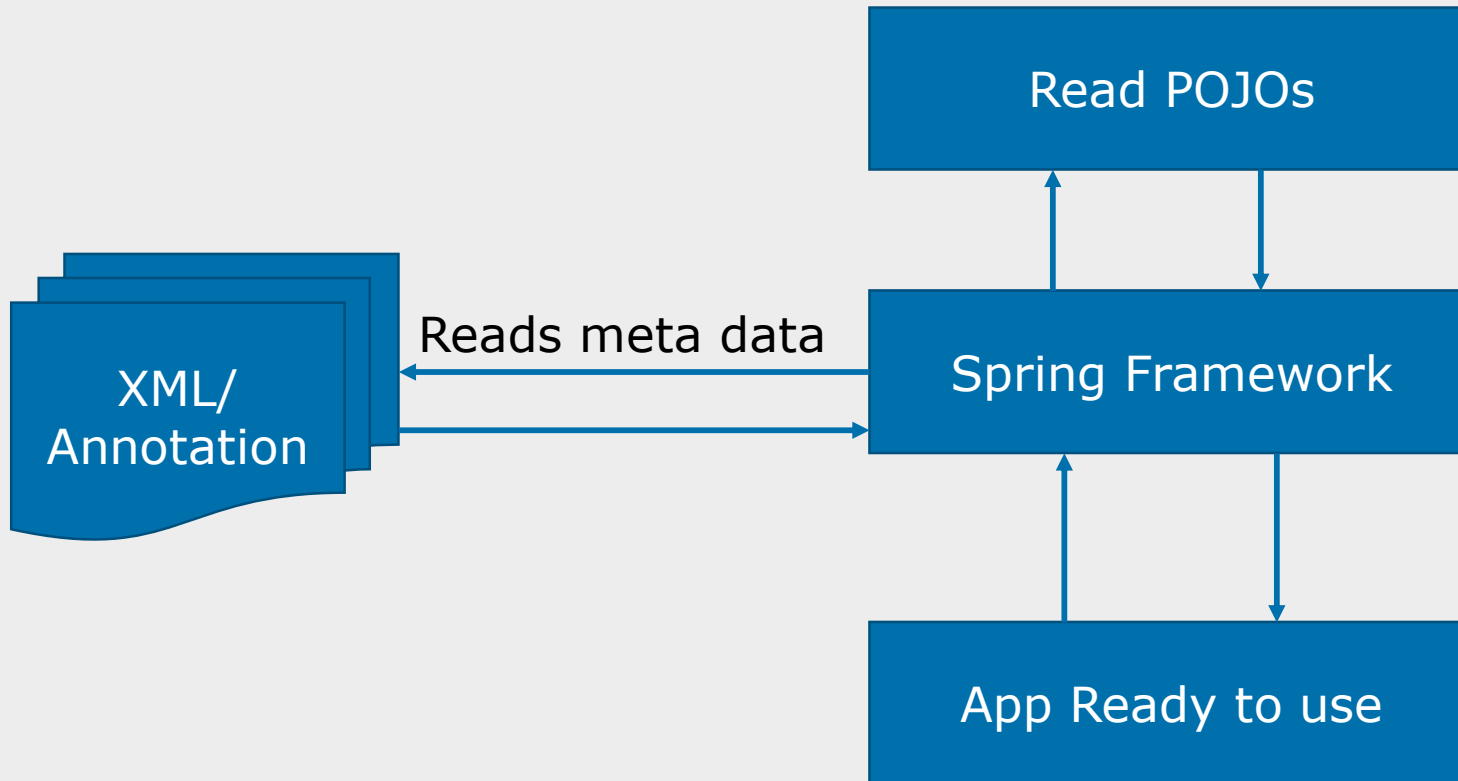 Read POJOs
Reads meta data
XML/
Annotation
Spring Framework
App Ready to use